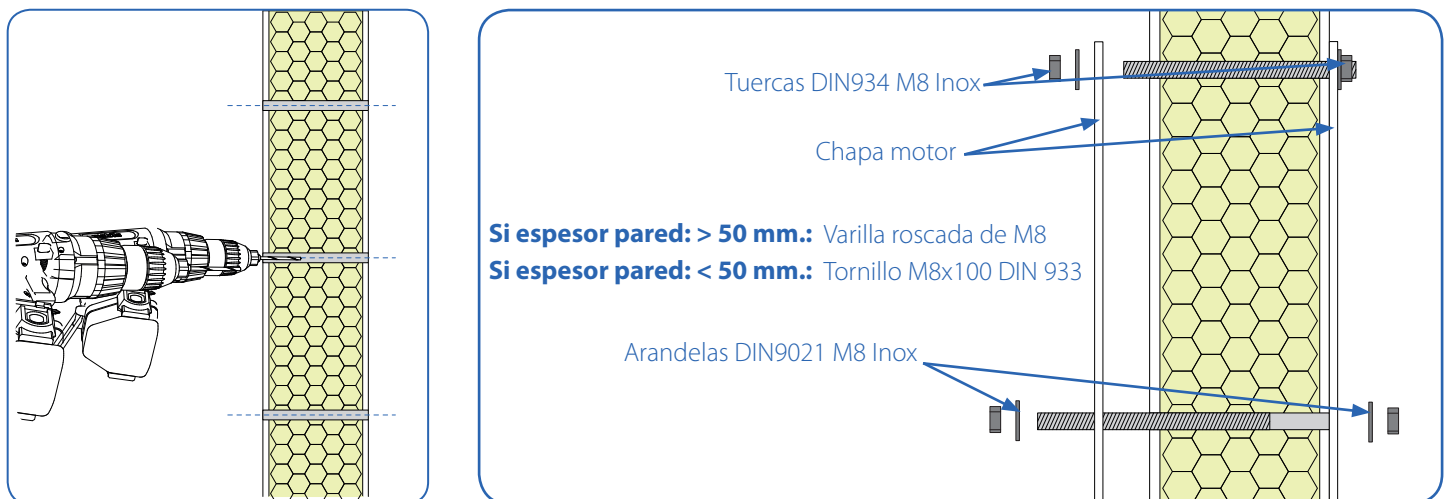 Tuercas DIN934 M8 Inox
Chapa motor
Si espesor pared: > 50 mm.: Varilla roscada de M8
Si espesor pared: < 50 mm.: Tornillo M8x100 DIN 933
Arandelas DIN9021 M8 Inox